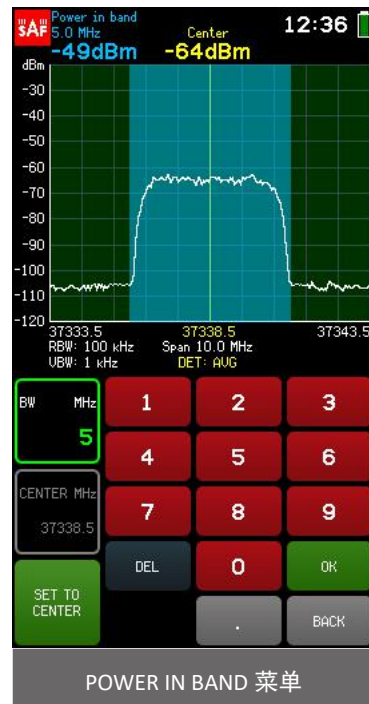 SAF
Power in band
5.0 MHz
-49dBm
Center
-64dBm
12:36
dBm
-30
-40
-50
-60
-70
-80
-90
-100
-110
-120
37333.5 37338.5 37343.5
RBW: 100 kHz Span 10.0 MHz
VBW: 1 kHz DET: AVG
BW MHz
5
1 2 3
4 5 6
CENTER MHz
37338.5
7 8 9
DEL 0 OK
SET TO
CENTER
. BACK
POWER IN BAND 菜单